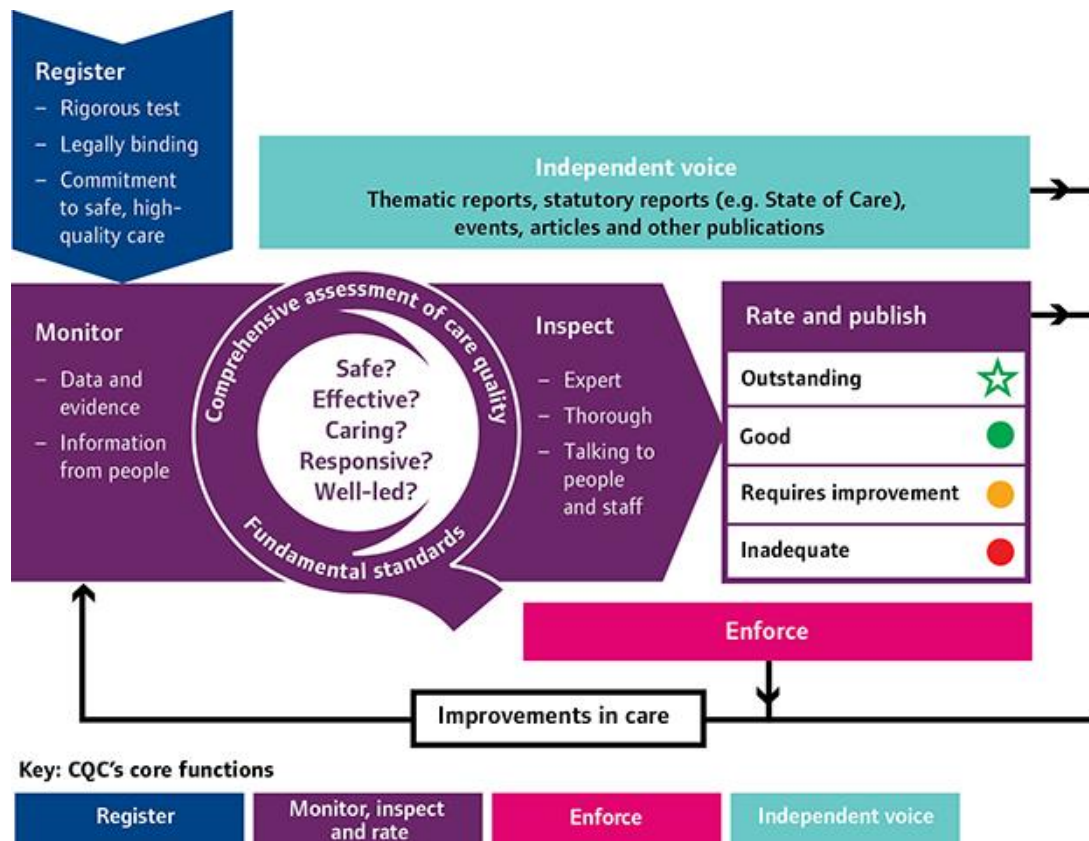 Register
– Rigorous test
– Legally binding
– Commitment
to safe, high-
quality care
Independent voice
Thematic reports, statutory reports (e.g. State of Care),
events, articles and other publications
Monitor
– Data and
evidence
– Information
from people
Comprehensive assessment of care quality
Safe?
Effective?
Caring?
Responsive?
Well-led?
Fundamental standards
Inspect
– Expert
– Thorough
– Talking to
people
and staff
Rate and publish
Outstanding
Good
Requires improvement
Inadequate
Enforce
Improvements in care
Key: CQC's core functions
Register
Monitor, inspect
and rate
Enforce
Independent voice